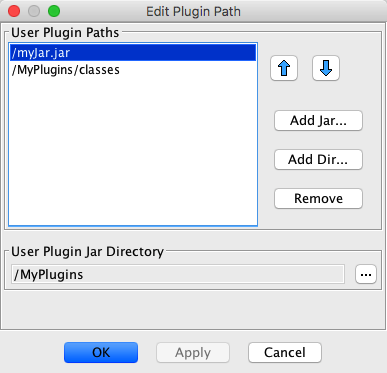 Edit Plugin Path
User Plugin Paths
/myJar.jar
/MyPlugins/classes
Add Jar...
Add Dir...
Remove
User Plugin Jar Directory
/MyPlugins
...
OK
Apply
Cancel